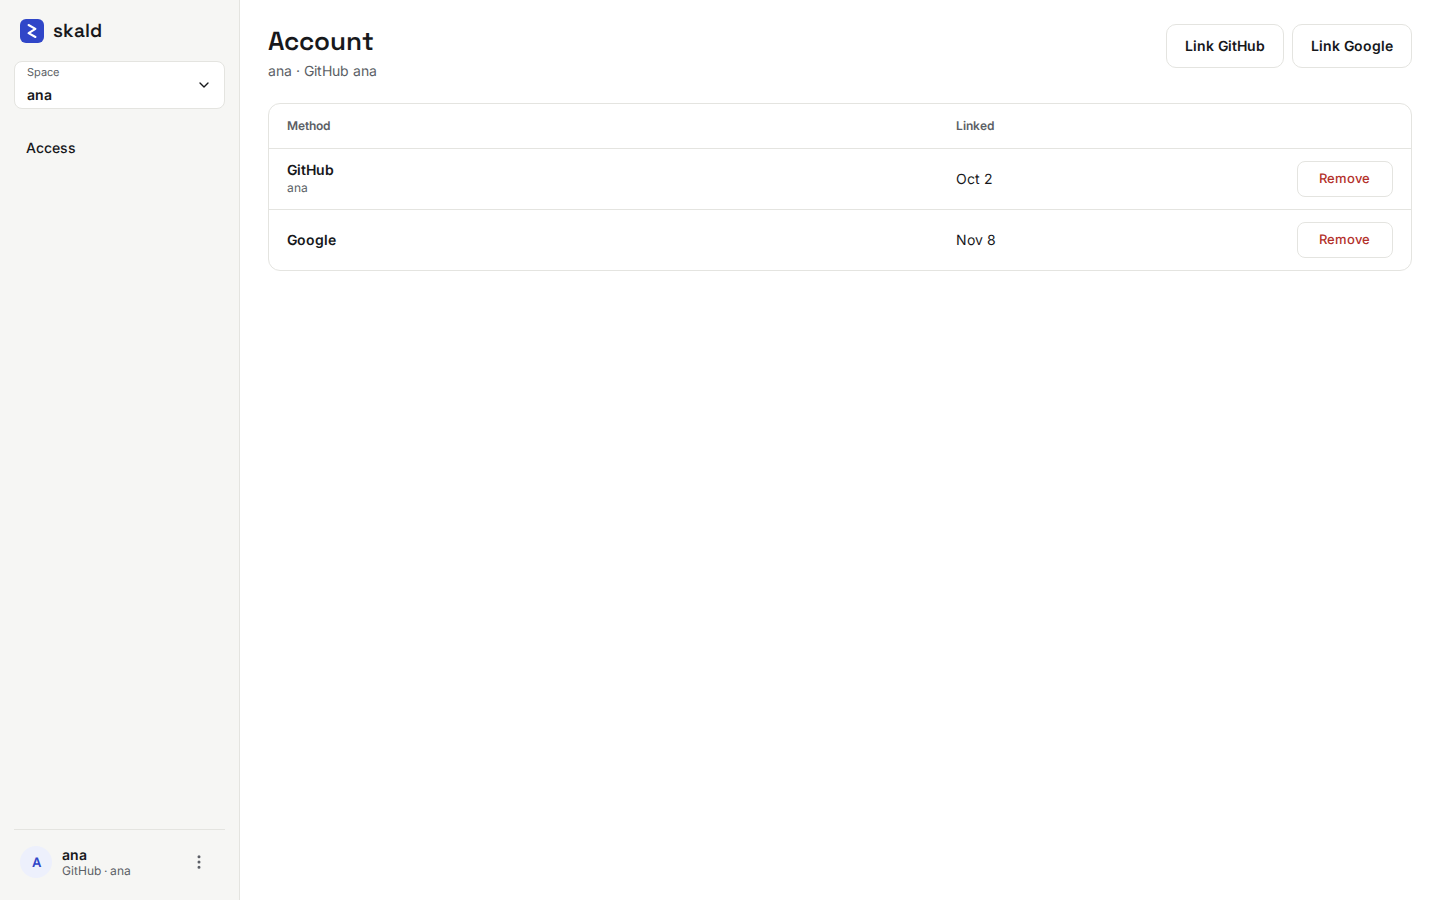 skald
Space
ana
Access
Account
ana · GitHub ana
Link GitHub
Link Google
Method
Linked
GitHub
ana
Oct 2
Remove
Google
Nov 8
Remove
A
ana
GitHub · ana